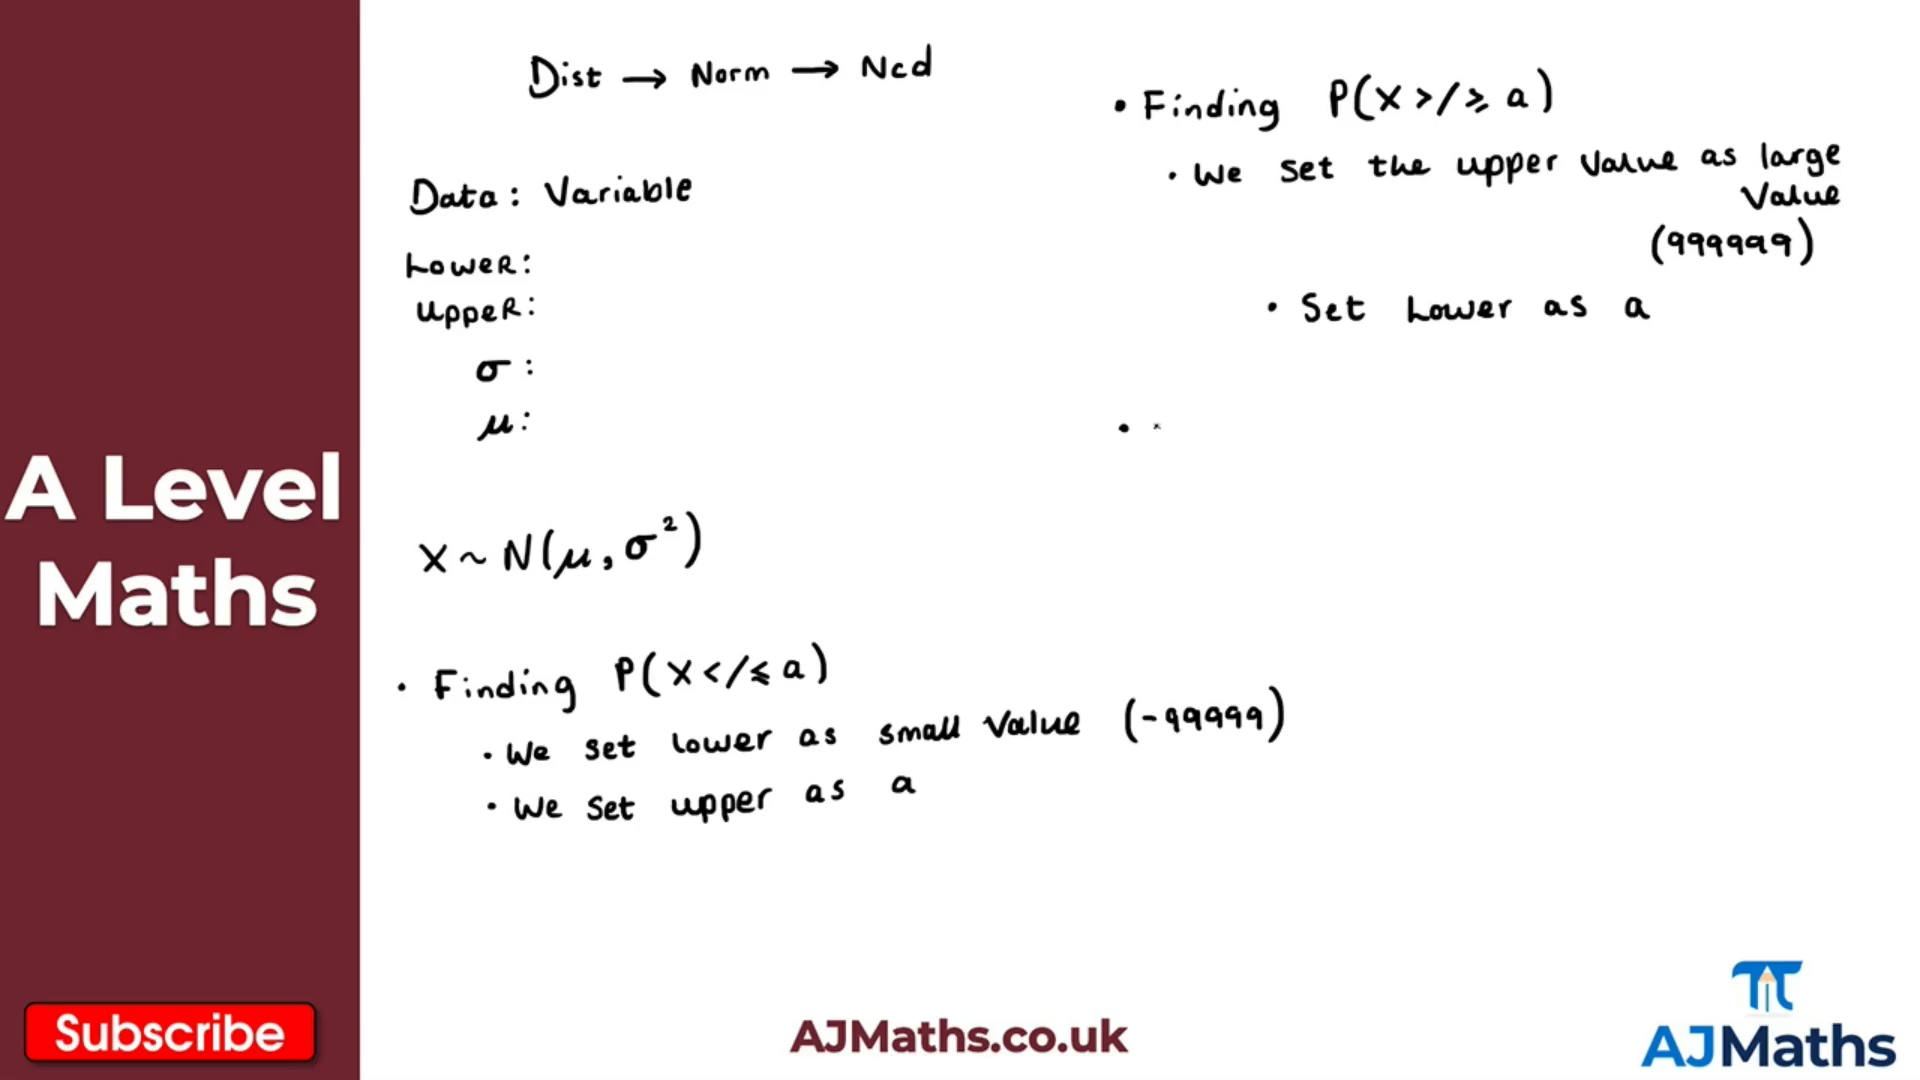 A Level
Maths
Subscribe
Dist → Norm → Ncd
Data: Variable
Lower:
Upper:
σ:
μ:
X ~ N(μ, σ²)
• Finding P(X </≤ a)
• We set lower as small value (-99999)
• We set upper as a
• Finding P(X >/≥ a)
• We set the upper value as large
value
(999999)
• Set Lower as a
•
AJMaths.co.uk
AJMaths